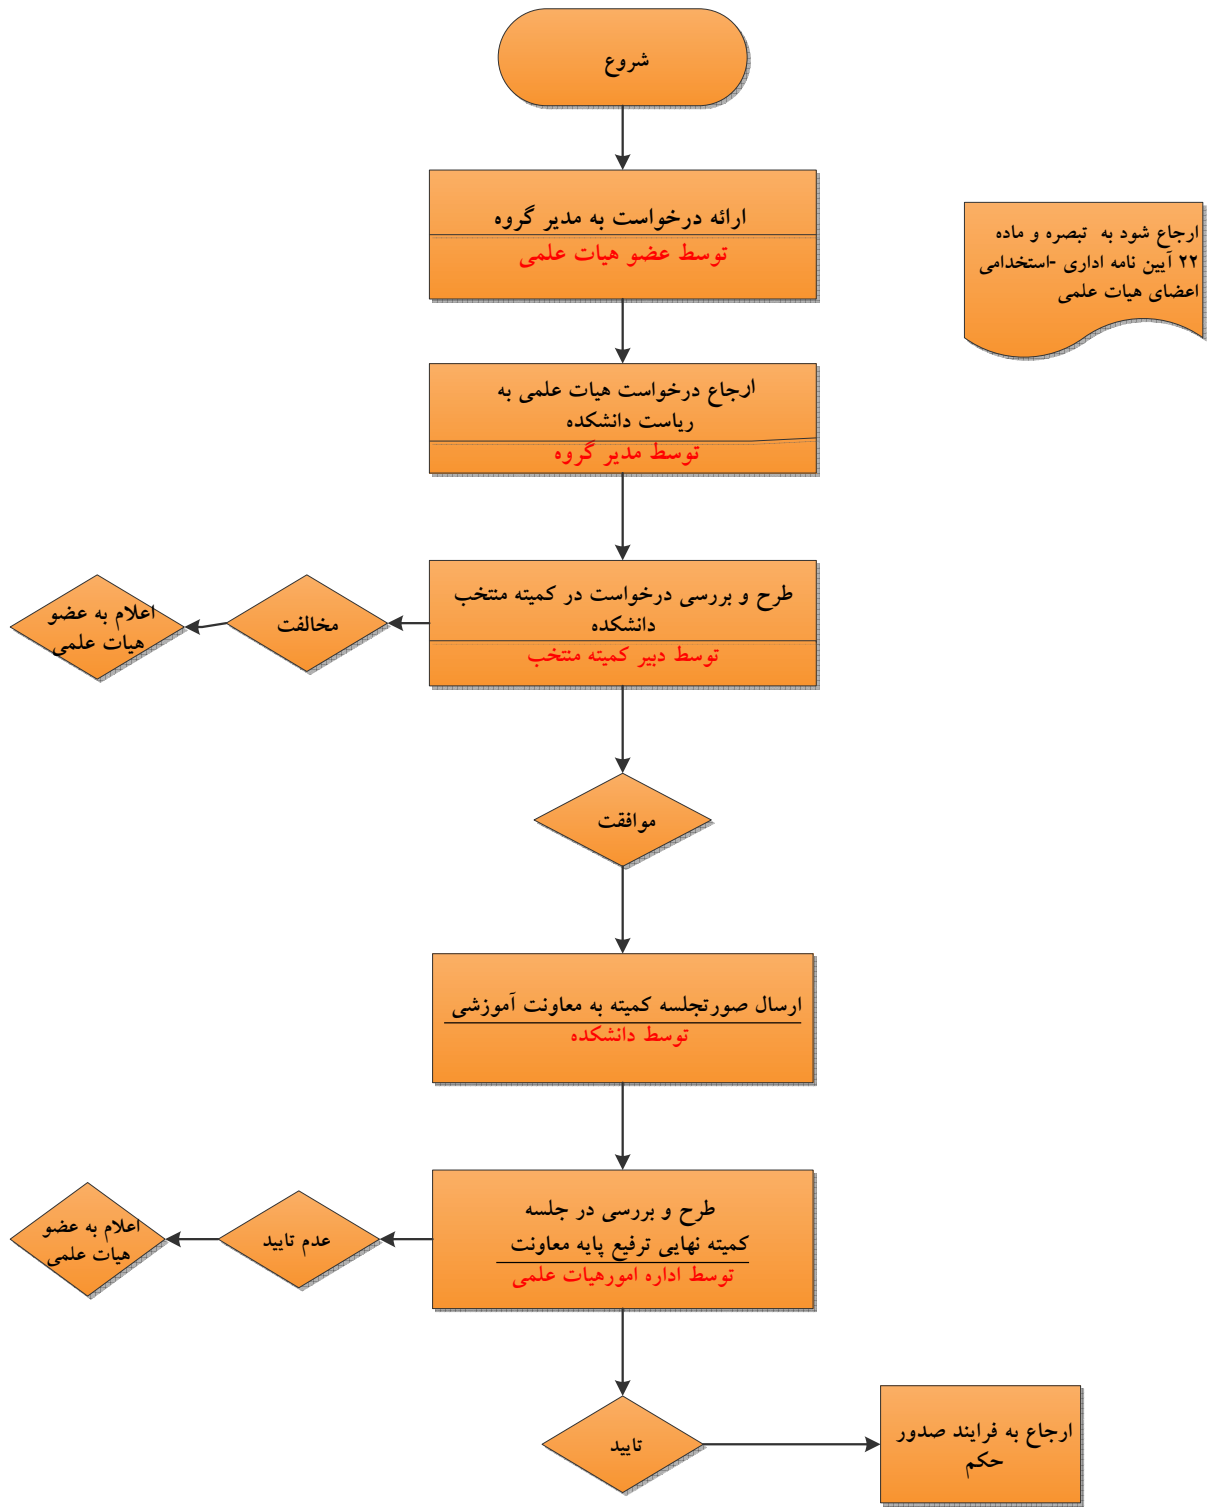 شروع
ارائه درخواست به مدیر گروه
توسط عضو هیات علمی
ارجاع شود به تبصره و ماده
۲۲ آیین نامه اداری -استخدامی
اعضای هیات علمی
ارجاع درخواست هیات علمی به
ریاست دانشکده
توسط مدیر گروه
طرح و بررسی درخواست در کمیته منتخب
دانشکده
توسط دبیر کمیته منتخب
مخالفت
اعلام به عضو
هیات علمی
موافقت
ارسال صورتجلسه کمیته به معاونت آموزشی
توسط دانشکده
طرح و بررسی در جلسه
کمیته نهایی ترفیع پایه معاونت
توسط اداره امورهیات علمی
عدم تایید
اعلام به عضو
هیات علمی
تایید
ارجاع به فرایند صدور
حکم